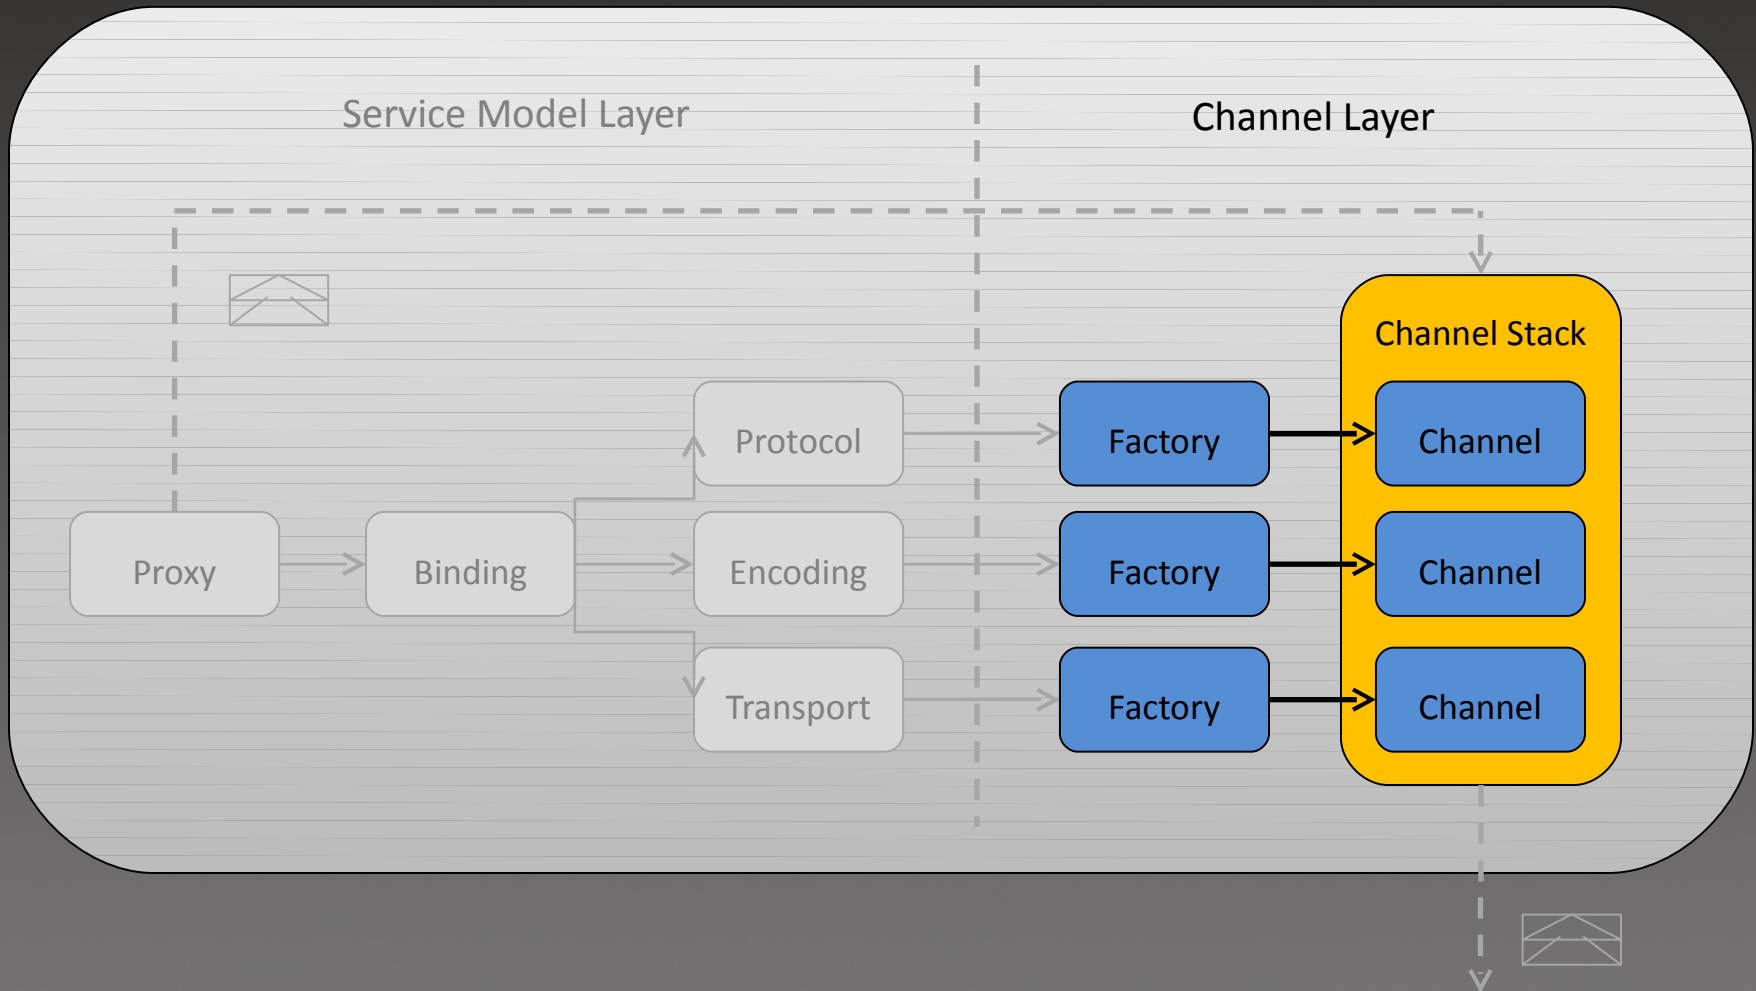 Service Model Layer
Channel Layer
Channel Stack
Protocol
Factory
Channel
Proxy
Binding
Encoding
Factory
Channel
Transport
Factory
Channel